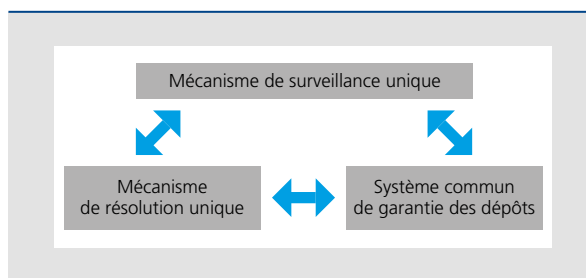 Mécanisme de surveillance unique
Mécanisme
de résolution unique
Système commun
de garantie des dépôts